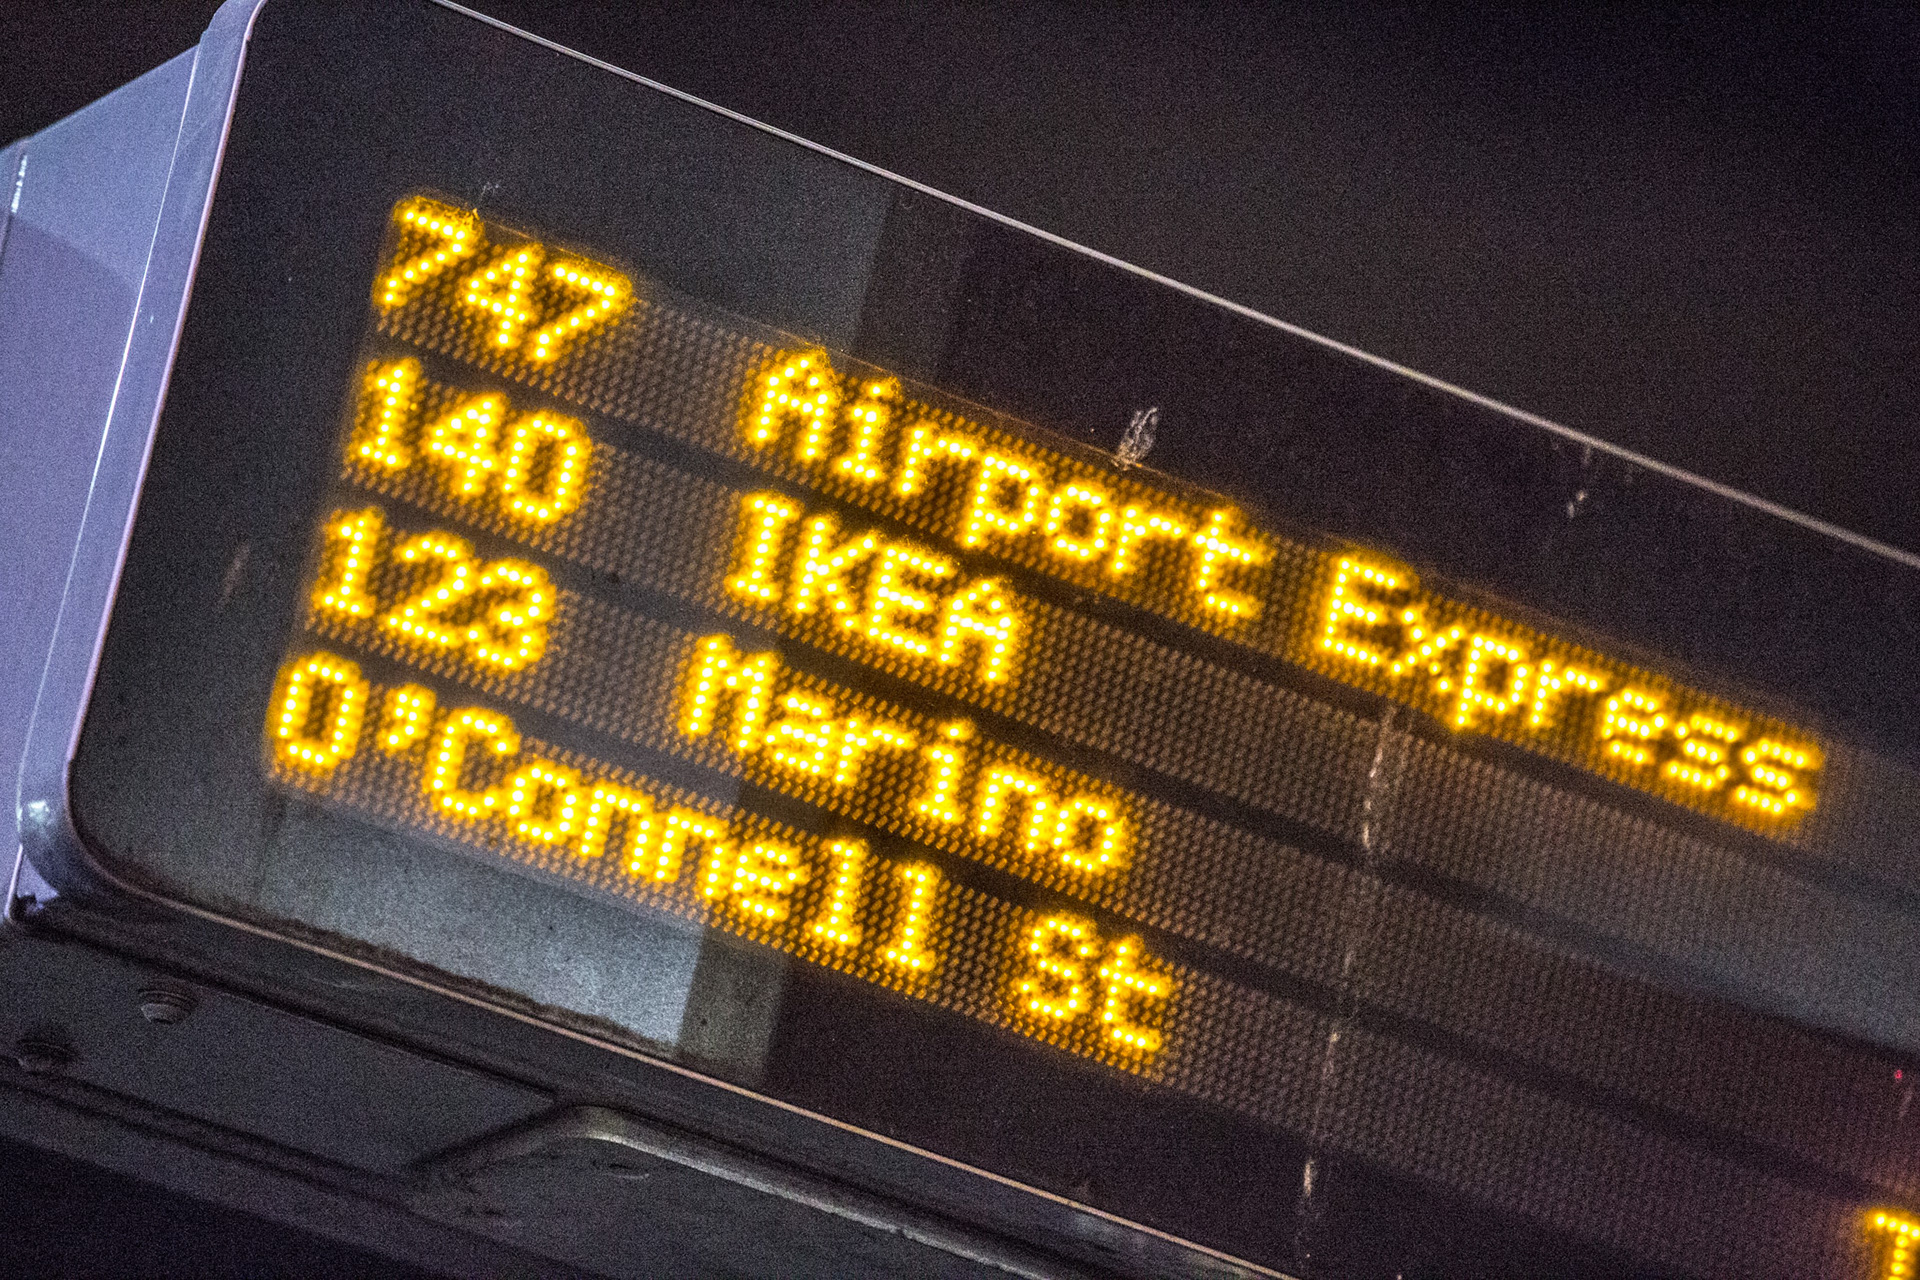 747 Airport Express
140 IKEA
123 Marino
O'Connell St